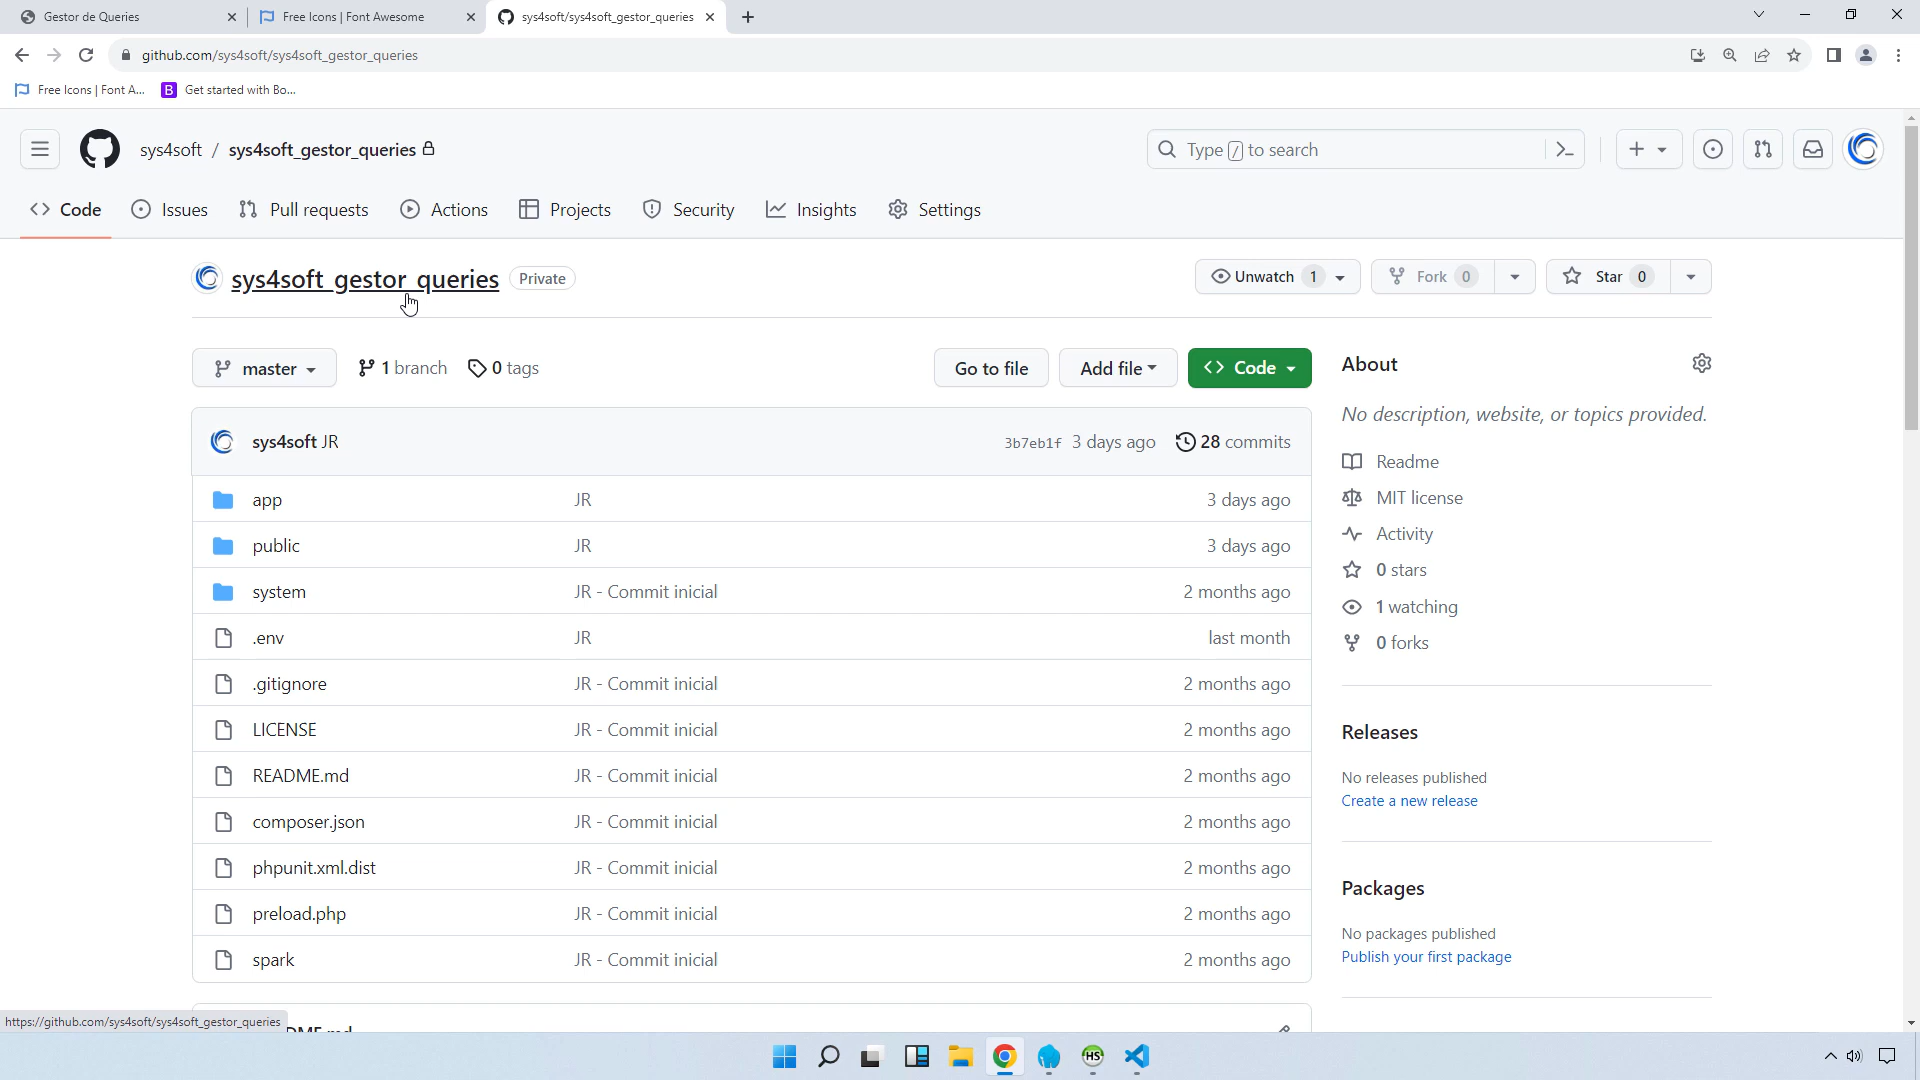 Gestor de Queries
Free Icons | Font Awesome
sys4soft/sys4soft_gestor_queries
github.com/sys4soft/sys4soft_gestor_queries
Free Icons | Font A...
B Get started with Bo...
sys4soft / sys4soft_gestor_queries
Type / to search
Code
Issues
Pull requests
Actions
Projects
Security
Insights
Settings
sys4soft_gestor_queries Private
Unwatch 1
Fork 0
Star 0
master
1 branch
0 tags
Go to file
Add file
Code
sys4soft JR 3b7eb1f 3 days ago 28 commits
app JR 3 days ago
public JR 3 days ago
system JR - Commit inicial 2 months ago
.env JR last month
.gitignore JR - Commit inicial 2 months ago
LICENSE JR - Commit inicial 2 months ago
README.md JR - Commit inicial 2 months ago
composer.json JR - Commit inicial 2 months ago
phpunit.xml.dist JR - Commit inicial 2 months ago
preload.php JR - Commit inicial 2 months ago
spark JR - Commit inicial 2 months ago
About
No description, website, or topics provided.
Readme
MIT license
Activity
0 stars
1 watching
0 forks
Releases
No releases published
Create a new release
Packages
No packages published
Publish your first package
https://github.com/sys4soft/sys4soft_gestor_queries
HS